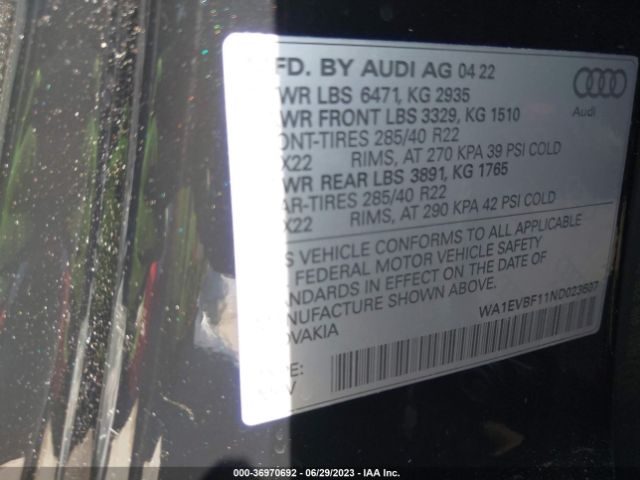 FD. BY AUDI AG 04 22
WR LBS 6471, KG 2935
WR FRONT LBS 3329, KG 1510
ONT-TIRES 285/40 R22
X22 RIMS, AT 270 KPA 39 PSI COLD
WR REAR LBS 3891, KG 1765
AR-TIRES 285/40 R22
X22 RIMS, AT 290 KPA 42 PSI COLD
S VEHICLE CONFORMS TO ALL APPLICABLE
FEDERAL MOTOR VEHICLE SAFETY
ANDARDS IN EFFECT ON THE DATE OF
NUFACTURE SHOWN ABOVE.
OVAKIA
WA1EVBF11ND023687
PE:
V
Audi
000-36970692 - 06/29/2023 - IAA Inc.